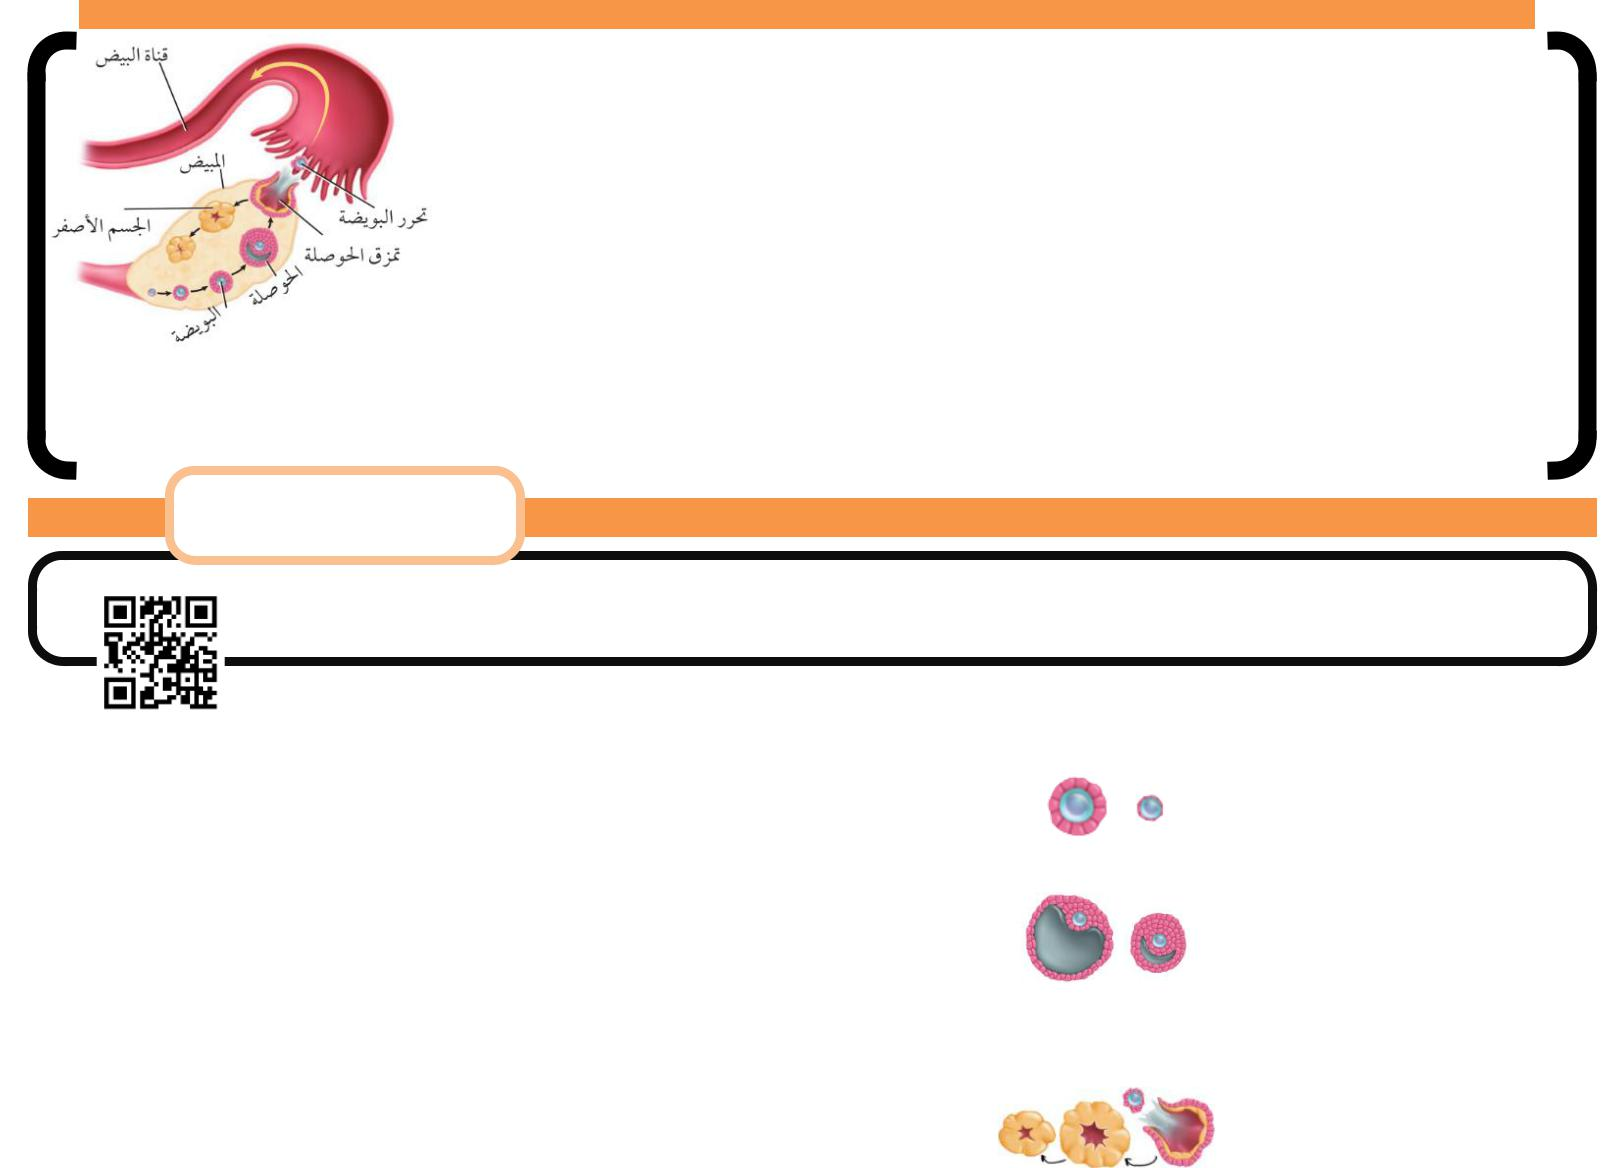 قناة البيض
المبيض
الجسم الأصفر
تحرر البويضة
تمزق الحوصلة
الحوصلة
البويضة